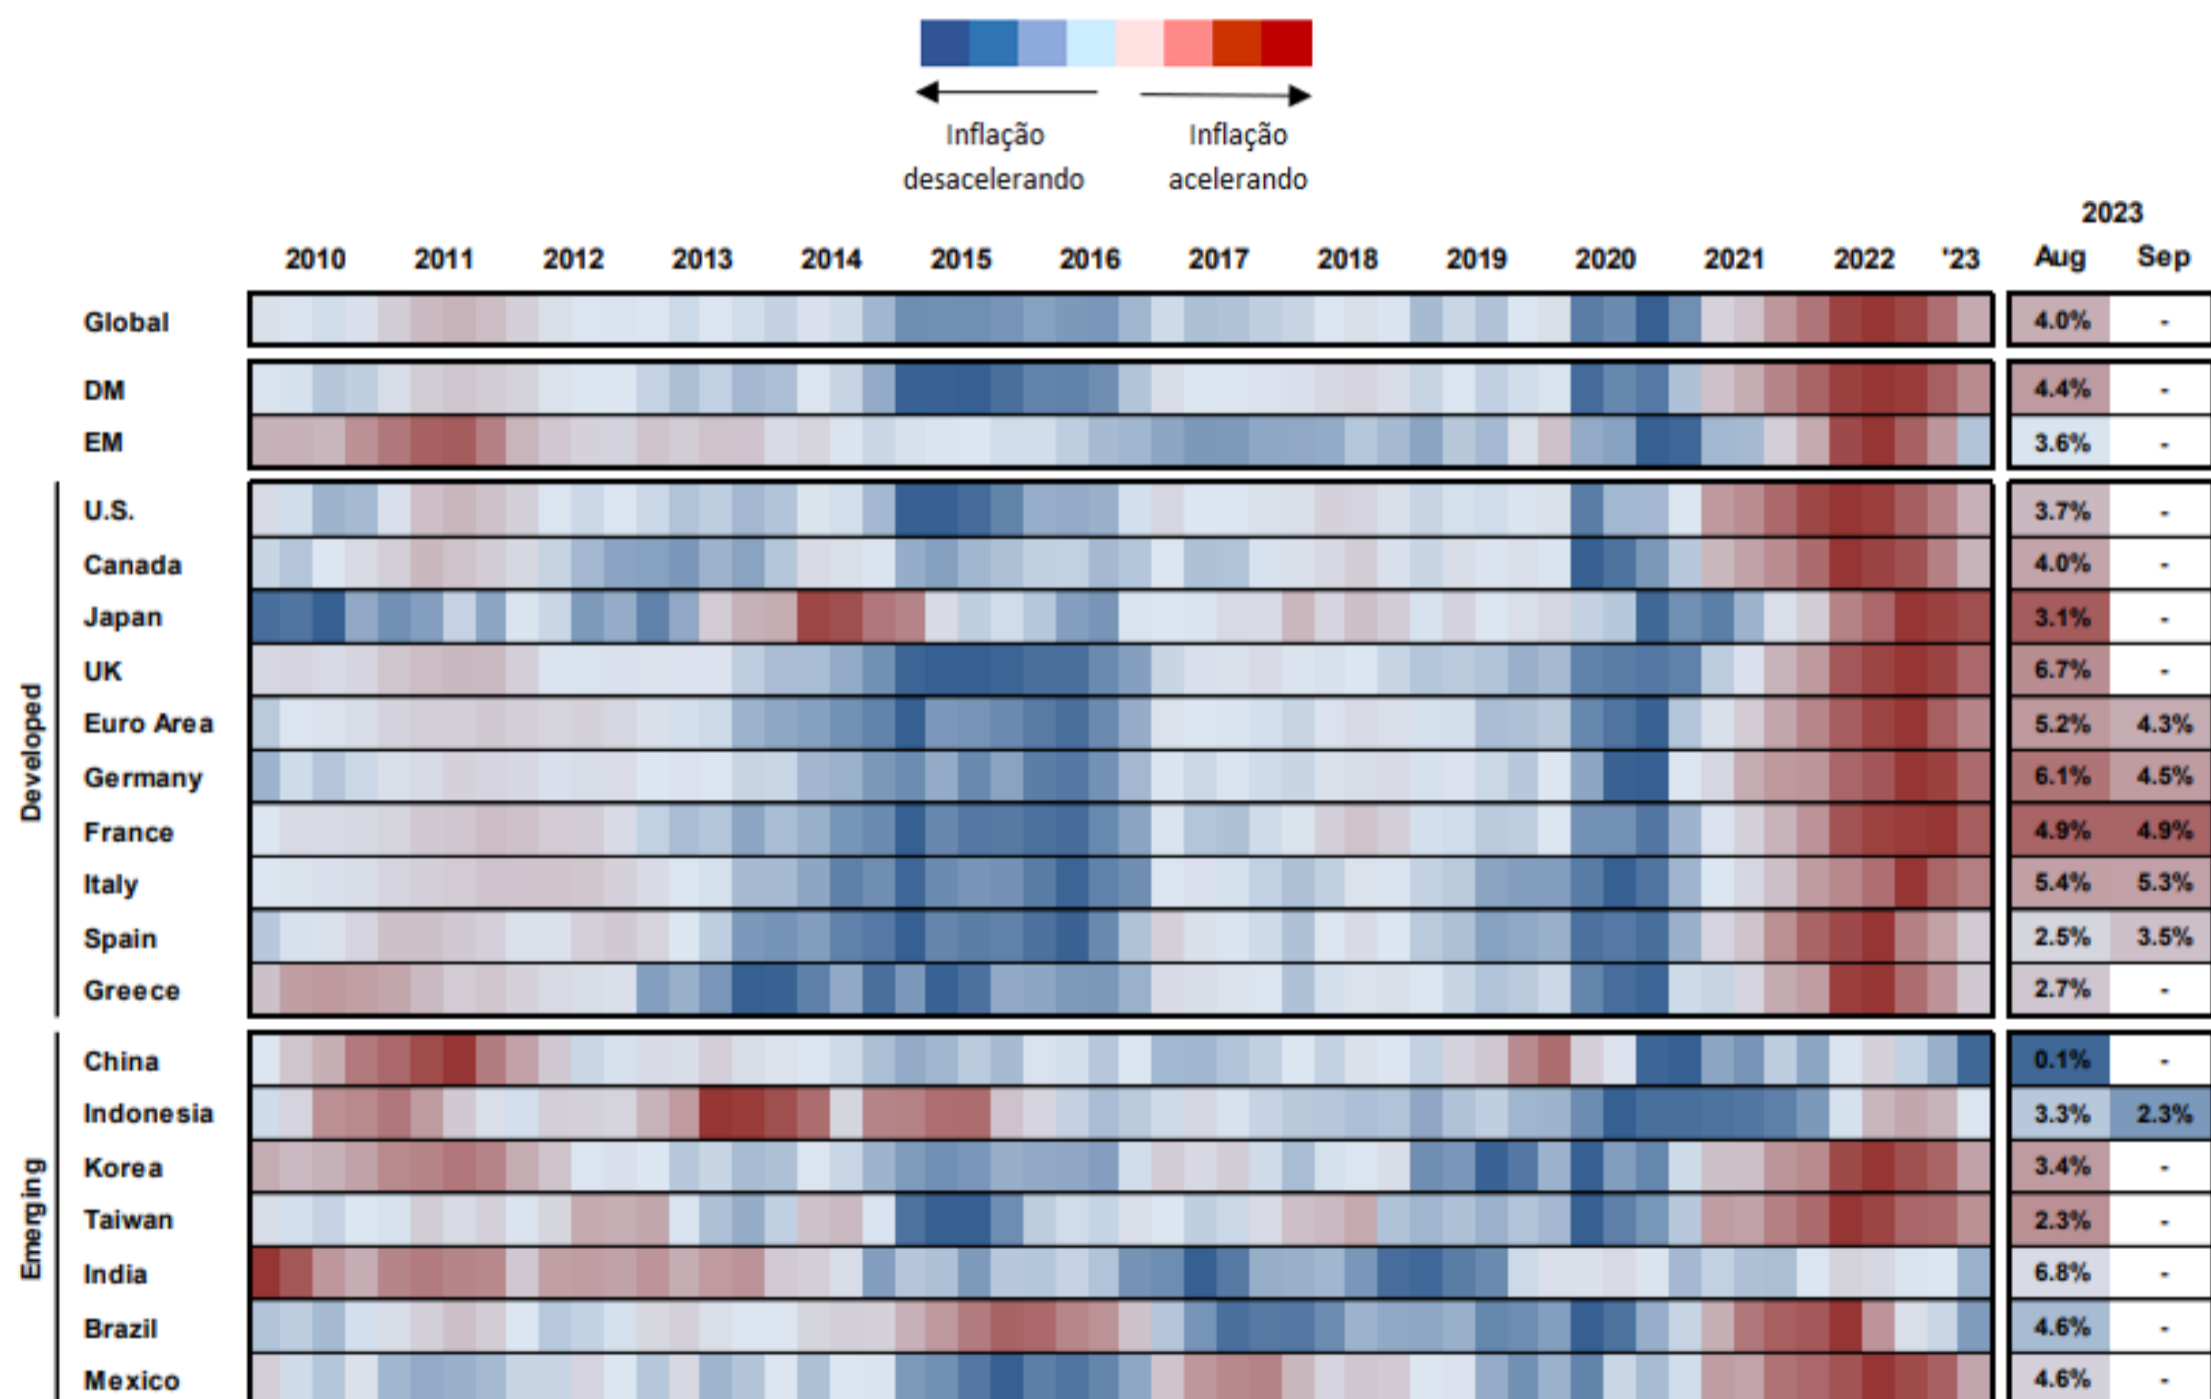 Inflação desacelerando
Inflação acelerando
2023
2010 2011 2012 2013 2014 2015 2016 2017 2018 2019 2020 2021 2022 '23 Aug Sep
Global 4.0% -
DM 4.4% -
EM 3.6% -
Developed
U.S. 3.7% -
Canada 4.0% -
Japan 3.1% -
UK 6.7% -
Euro Area 5.2% 4.3%
Germany 6.1% 4.5%
France 4.9% 4.9%
Italy 5.4% 5.3%
Spain 2.5% 3.5%
Greece 2.7% -
Emerging
China 0.1% -
Indonesia 3.3% 2.3%
Korea 3.4% -
Taiwan 2.3% -
India 6.8% -
Brazil 4.6% -
Mexico 4.6% -